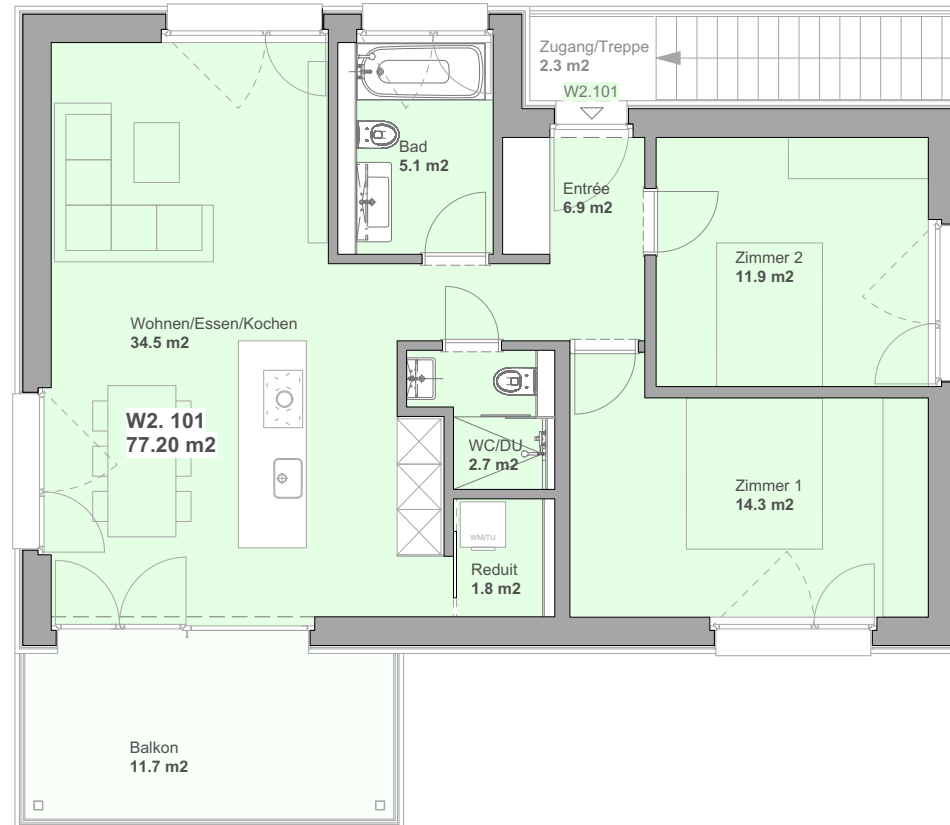 Zugang/Treppe
2.3 m2
W2.101
Bad
5.1 m2
Entrée
6.9 m2
Zimmer 2
11.9 m2
Wohnen/Essen/Kochen
34.5 m2
W2. 101
77.20 m2
WC/DU
2.7 m2
Zimmer 1
14.3 m2
WM/TU
Reduit
1.8 m2
Balkon
11.7 m2